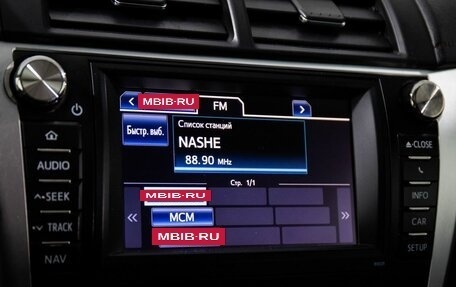 MBIB·RU FM
Быстр. выб.
Список станций
NASHE
88.90 MHz
Стр. 1/1
MBIB·RU
MCM
MBIB·RU
AUDIO
SEEK
TRACK
NAV
CLOSE
INFO
CAR
SETUP